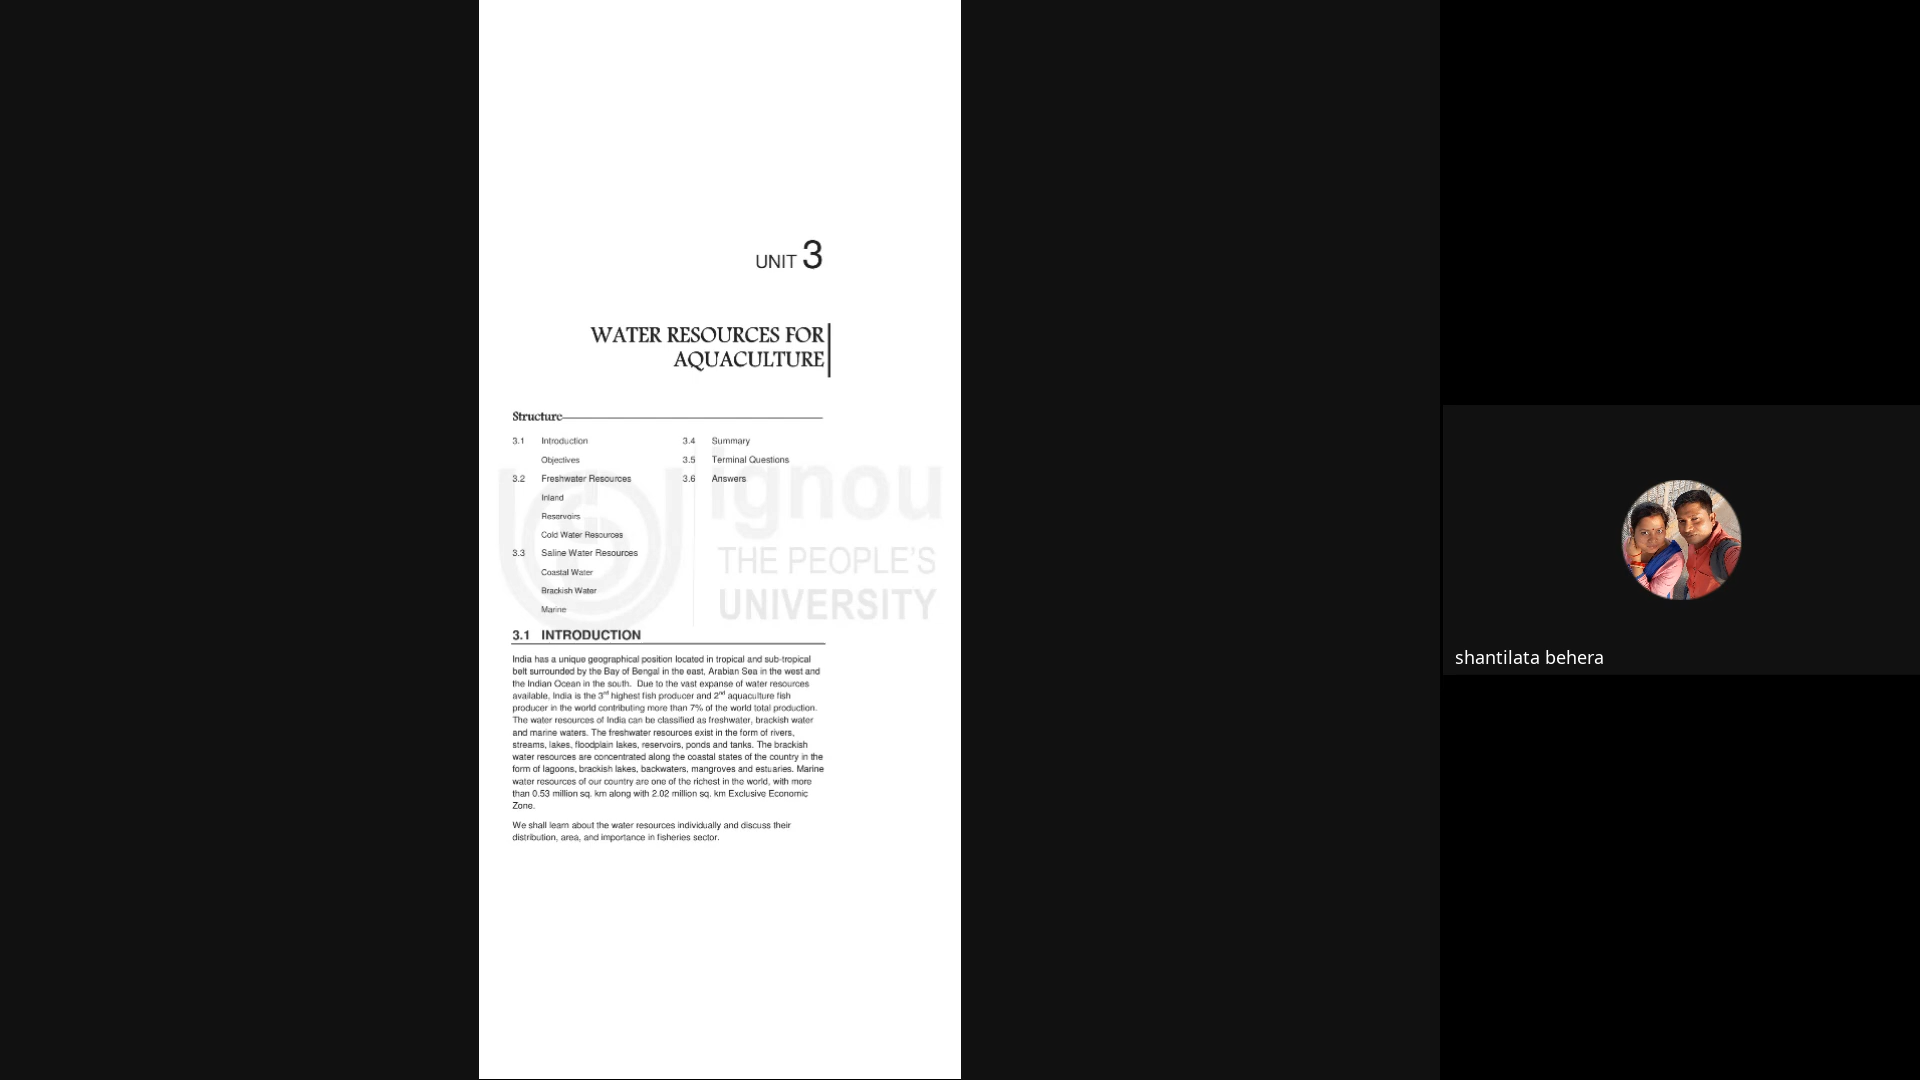 UNIT 3
WATER RESOURCES FOR
AQUACULTURE
Structure
3.1 Introduction
Objectives
3.2 Freshwater Resources
Inland
Reservoirs
Cold Water Resources
3.3 Saline Water Resources
Coastal Water
Brackish Water
Marine
3.4 Summary
3.5 Terminal Questions
3.6 Answers
ignou
THE PEOPLE'S
UNIVERSITY
3.1 INTRODUCTION
India has a unique geographical position located in tropical and sub-tropical
belt surrounded by the Bay of Bengal in the east, Arabian Sea in the west and
the Indian Ocean in the south. Due to the vast expanse of water resources
available, India is the 3rd highest fish producer and 2nd aquaculture fish
producer in the world contributing more than 7% of the world total production.
The water resources of India can be classified as freshwater, brackish water
and marine waters. The freshwater resources exist in the form of rivers,
streams, lakes, floodplain lakes, reservoirs, ponds and tanks. The brackish
water resources are concentrated along the coastal states of the country in the
form of lagoons, brackish lakes, backwaters, mangroves and estuaries. Marine
water resources of our country are one of the richest in the world, with more
than 0.53 million sq. km along with 2.02 million sq. km Exclusive Economic
Zone.
We shall learn about the water resources individually and discuss their
distribution, area, and importance in fisheries sector.
shantilata behera